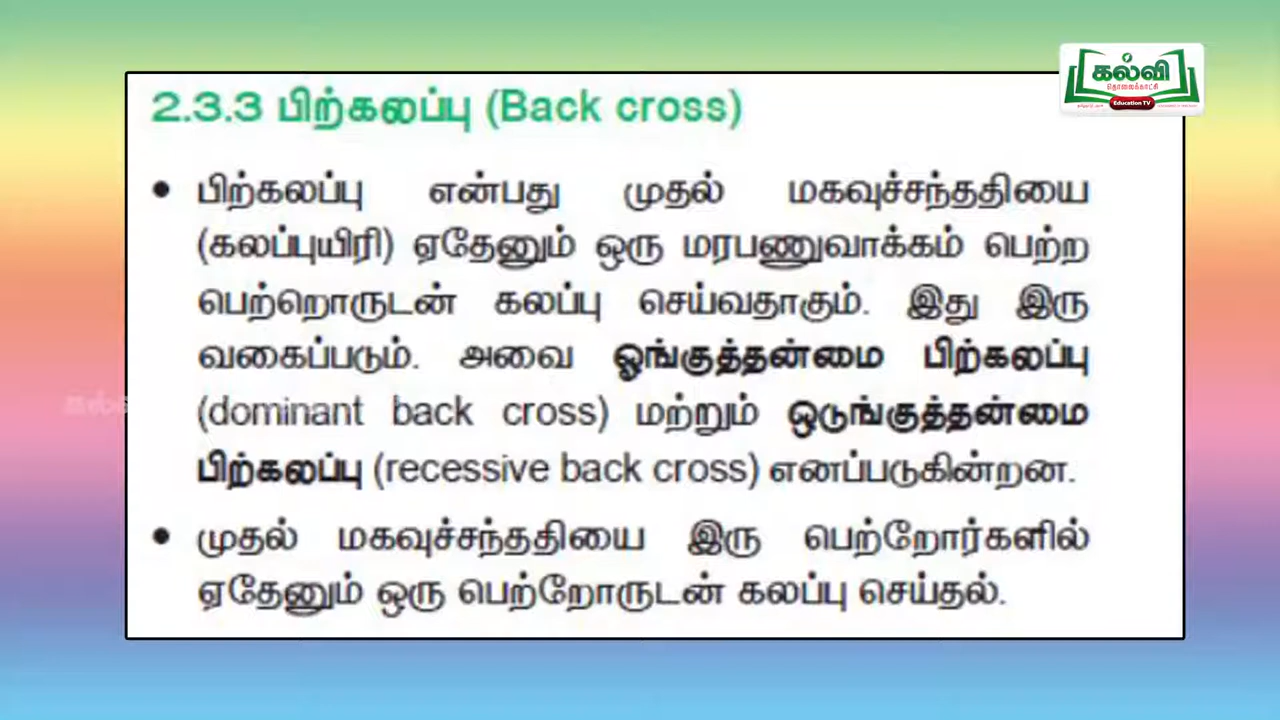 கல்வி
தொலைக்காட்சி
Education TV
2.3.3 பிற்கலப்பு (Back cross)
• பிற்கலப்பு என்பது முதல் மகவுச்சந்ததியை
(கலப்புயிரி) ஏதேனும் ஒரு மரபணுவாக்கம் பெற்ற
பெற்றொருடன் கலப்பு செய்வதாகும். இது இரு
வகைப்படும். அவை ஓங்குத்தன்மை பிற்கலப்பு
(dominant back cross) மற்றும் ஒடுங்குத்தன்மை
பிற்கலப்பு (recessive back cross) எனப்படுகின்றன.
• முதல் மகவுச்சந்ததியை இரு பெற்றோர்களில்
ஏதேனும் ஒரு பெற்றோருடன் கலப்பு செய்தல்.